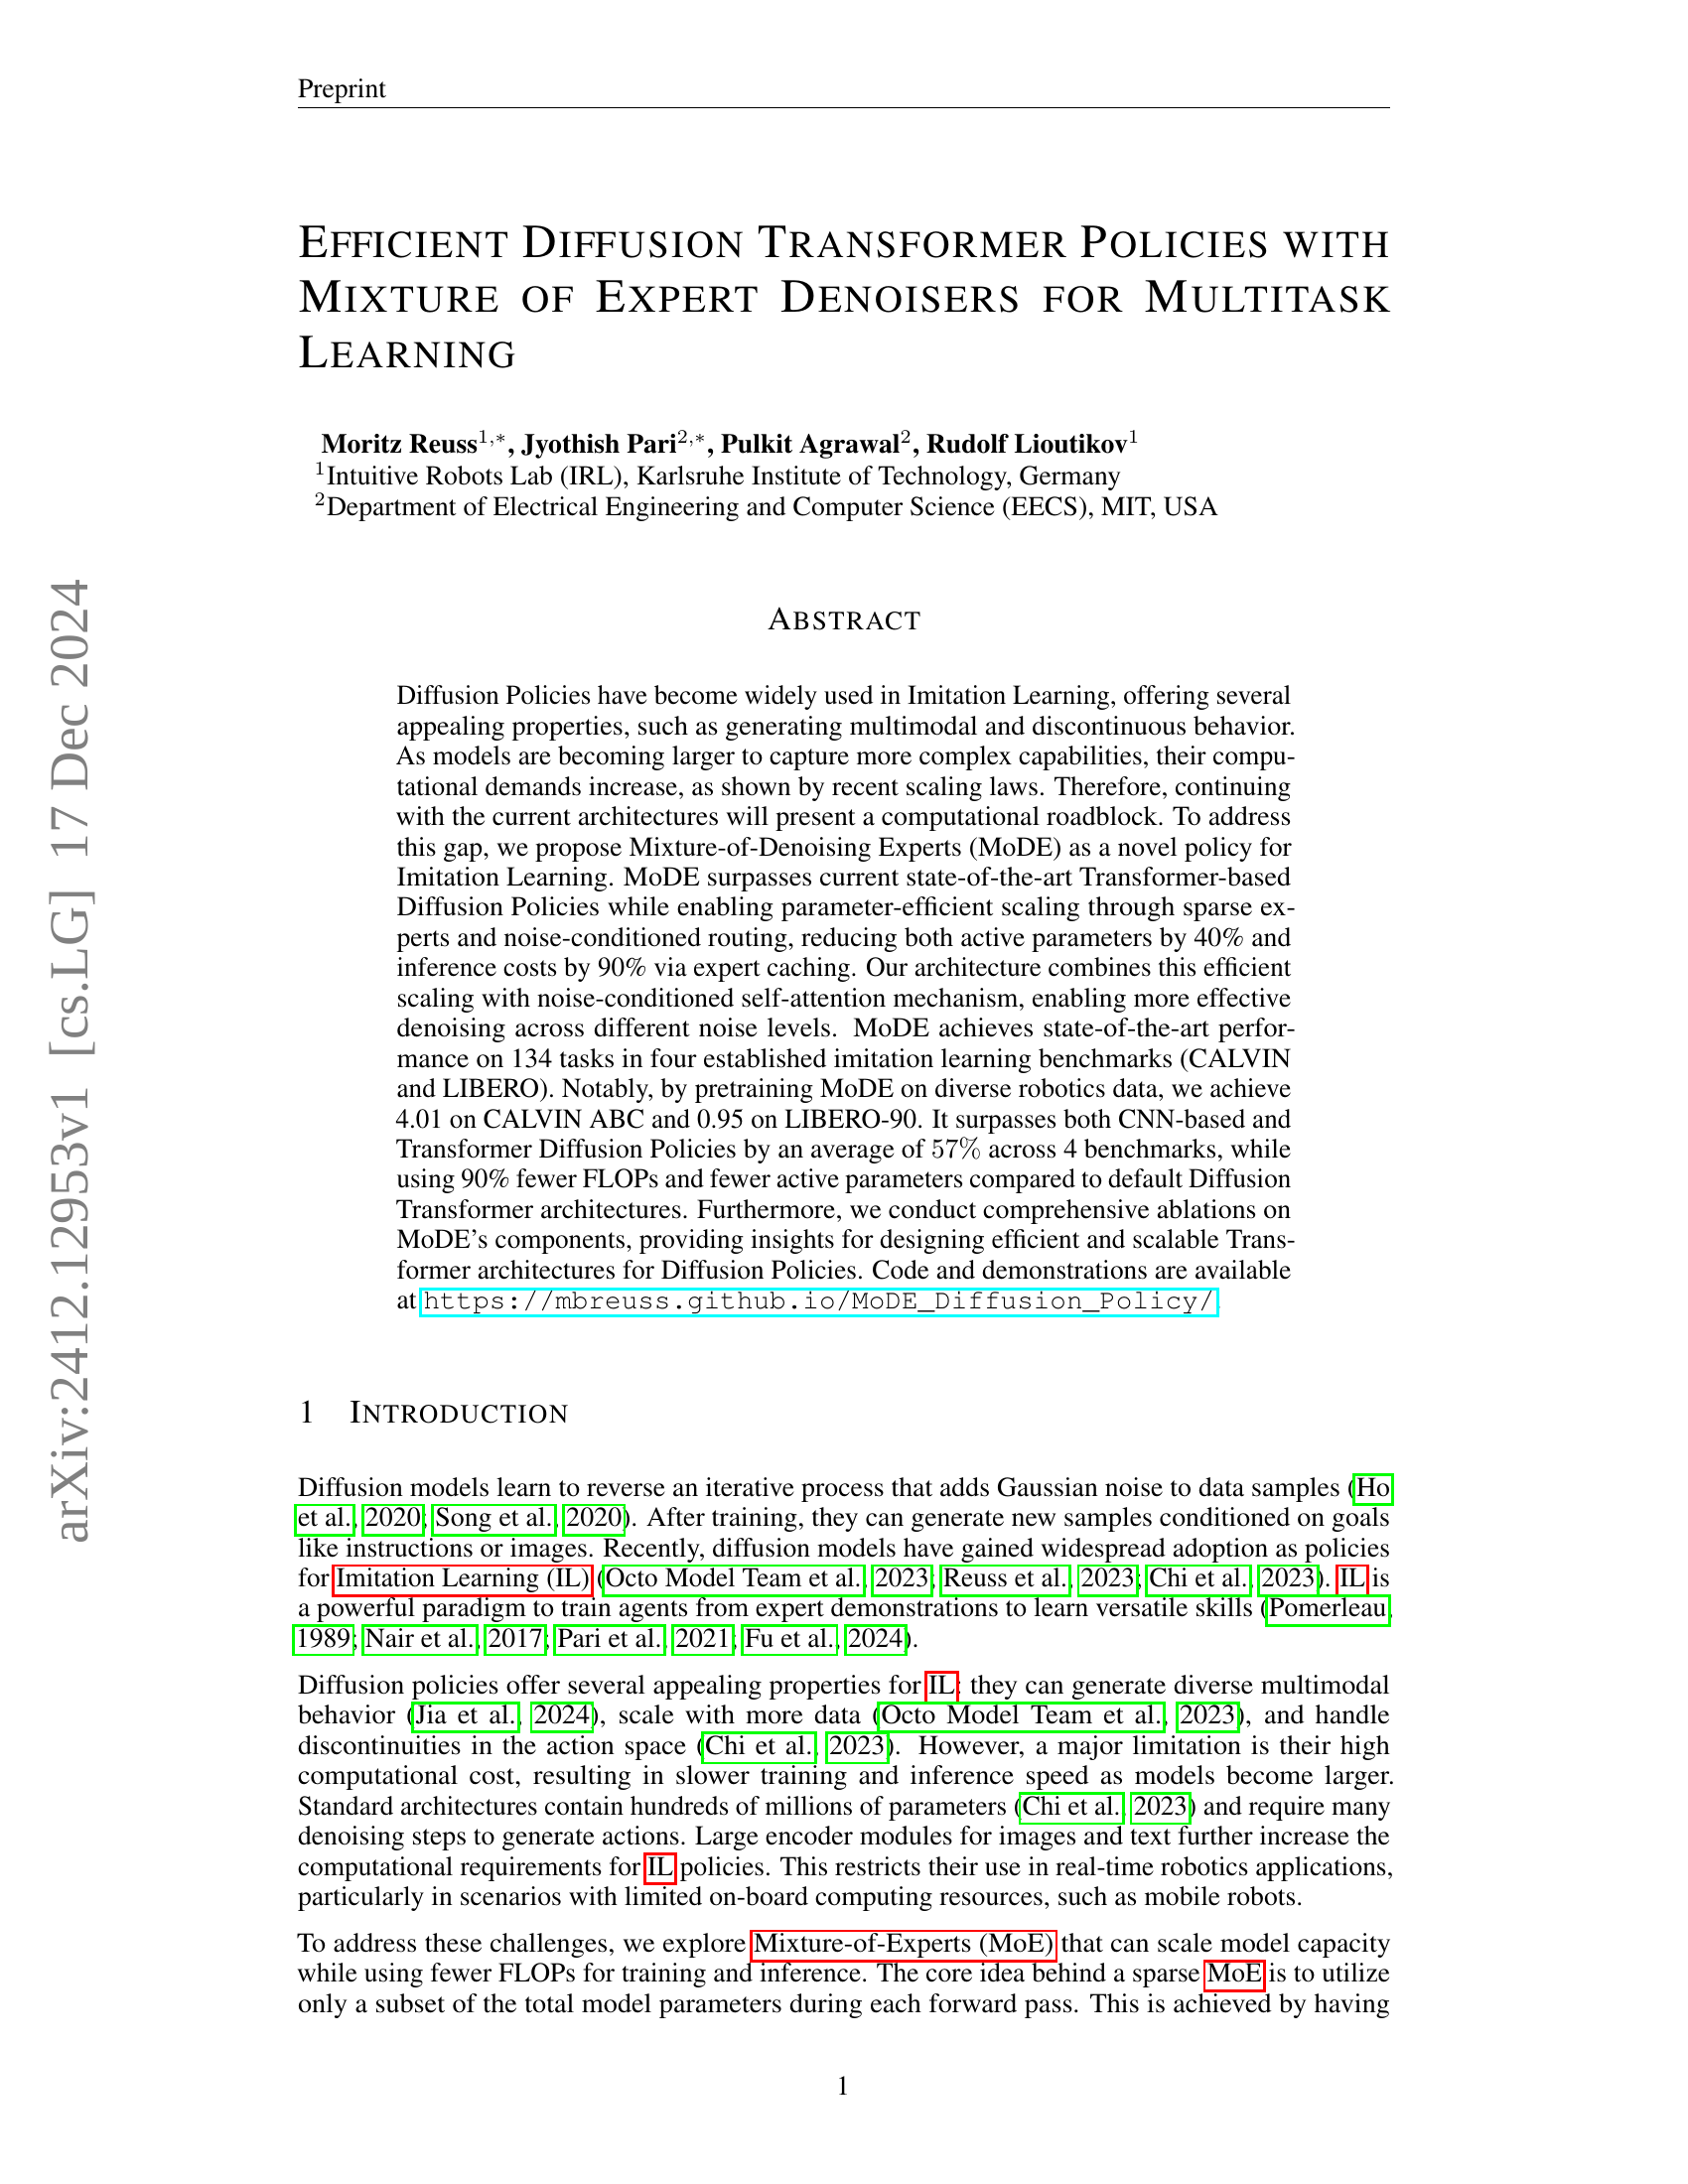 Preprint
EFFICIENT DIFFUSION TRANSFORMER POLICIES WITH
MIXTURE OF EXPERT DENOISERS FOR MULTITASK
LEARNING
Moritz Reuss1,*, Jyothish Pari2,*, Pulkit Agrawal2, Rudolf Lioutikov1
1Intuitive Robots Lab (IRL), Karlsruhe Institute of Technology, Germany
2Department of Electrical Engineering and Computer Science (EECS), MIT, USA
ABSTRACT
Diffusion Policies have become widely used in Imitation Learning, offering several
appealing properties, such as generating multimodal and discontinuous behavior.
As models are becoming larger to capture more complex capabilities, their compu-
tational demands increase, as shown by recent scaling laws. Therefore, continuing
with the current architectures will present a computational roadblock. To address
this gap, we propose Mixture-of-Denoising Experts (MoDE) as a novel policy for
Imitation Learning. MoDE surpasses current state-of-the-art Transformer-based
Diffusion Policies while enabling parameter-efficient scaling through sparse ex-
perts and noise-conditioned routing, reducing both active parameters by 40% and
inference costs by 90% via expert caching. Our architecture combines this efficient
scaling with noise-conditioned self-attention mechanism, enabling more effective
denoising across different noise levels. MoDE achieves state-of-the-art perfor-
mance on 134 tasks in four established imitation learning benchmarks (CALVIN
and LIBERO). Notably, by pretraining MoDE on diverse robotics data, we achieve
4.01 on CALVIN ABC and 0.95 on LIBERO-90. It surpasses both CNN-based and
Transformer Diffusion Policies by an average of 57% across 4 benchmarks, while
using 90% fewer FLOPs and fewer active parameters compared to default Diffusion
Transformer architectures. Furthermore, we conduct comprehensive ablations on
MoDE's components, providing insights for designing efficient and scalable Trans-
former architectures for Diffusion Policies. Code and demonstrations are available
at https://mbreuss.github.io/MoDE_Diffusion_Policy/
1 INTRODUCTION
Diffusion models learn to reverse an iterative process that adds Gaussian noise to data samples (Ho
et al., 2020; Song et al., 2020). After training, they can generate new samples conditioned on goals
like instructions or images. Recently, diffusion models have gained widespread adoption as policies
for Imitation Learning (IL) (Octo Model Team et al., 2023; Reuss et al., 2023; Chi et al., 2023). IL is
a powerful paradigm to train agents from expert demonstrations to learn versatile skills (Pomerleau,
1989; Nair et al., 2017; Pari et al., 2021; Fu et al., 2024).
Diffusion policies offer several appealing properties for IL: they can generate diverse multimodal
behavior (Jia et al., 2024), scale with more data (Octo Model Team et al., 2023), and handle
discontinuities in the action space (Chi et al., 2023). However, a major limitation is their high
computational cost, resulting in slower training and inference speed as models become larger.
Standard architectures contain hundreds of millions of parameters (Chi et al., 2023) and require many
denoising steps to generate actions. Large encoder modules for images and text further increase the
computational requirements for IL policies. This restricts their use in real-time robotics applications,
particularly in scenarios with limited on-board computing resources, such as mobile robots.
To address these challenges, we explore Mixture-of-Experts (MoE) that can scale model capacity
while using fewer FLOPs for training and inference. The core idea behind a sparse MoE is to utilize
only a subset of the total model parameters during each forward pass. This is achieved by having
1
arXiv:2412.12953v1 [cs.LG] 17 Dec 2024